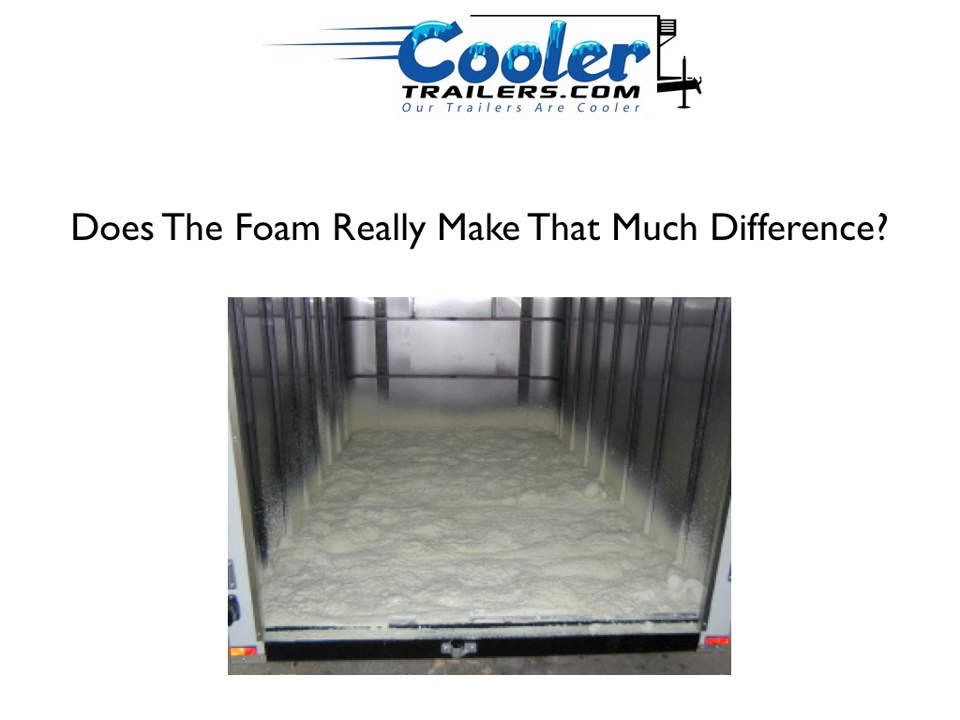 Cooler
TRAILERS.COM
Our Trailers Are Cooler
Does The Foam Really Make That Much Difference?